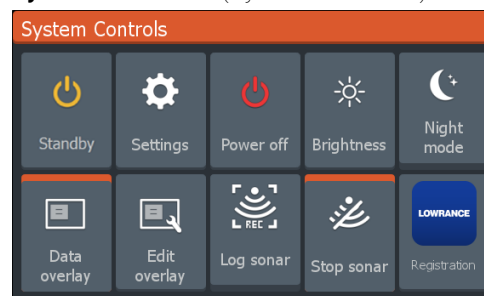 System Controls
Standby
Settings
Power off
Brightness
Night
mode
Data
overlay
Edit
overlay
REC
Log sonar
Stop sonar
LOWRANCE
Registration